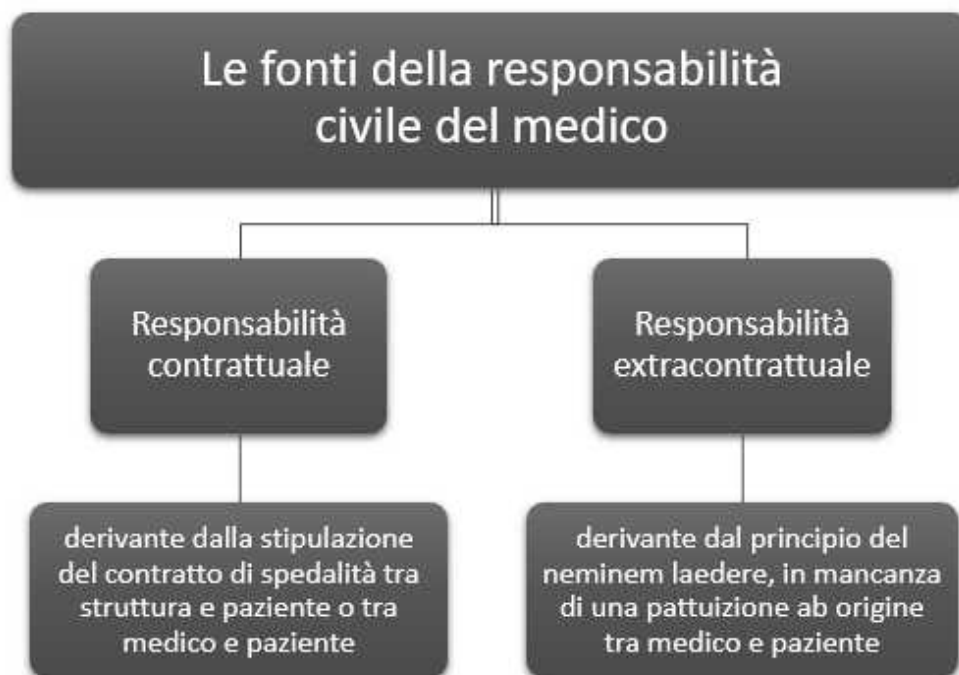 Le fonti della responsabilità
civile del medico
Responsabilità
contrattuale
Responsabilità
extracontrattuale
derivante dalla stipulazione
del contratto di spedalità tra
struttura e paziente o tra
medico e paziente
derivante dal principio del
neminem laedere, in mancanza
di una pattuizione ab origine
tra medico e paziente